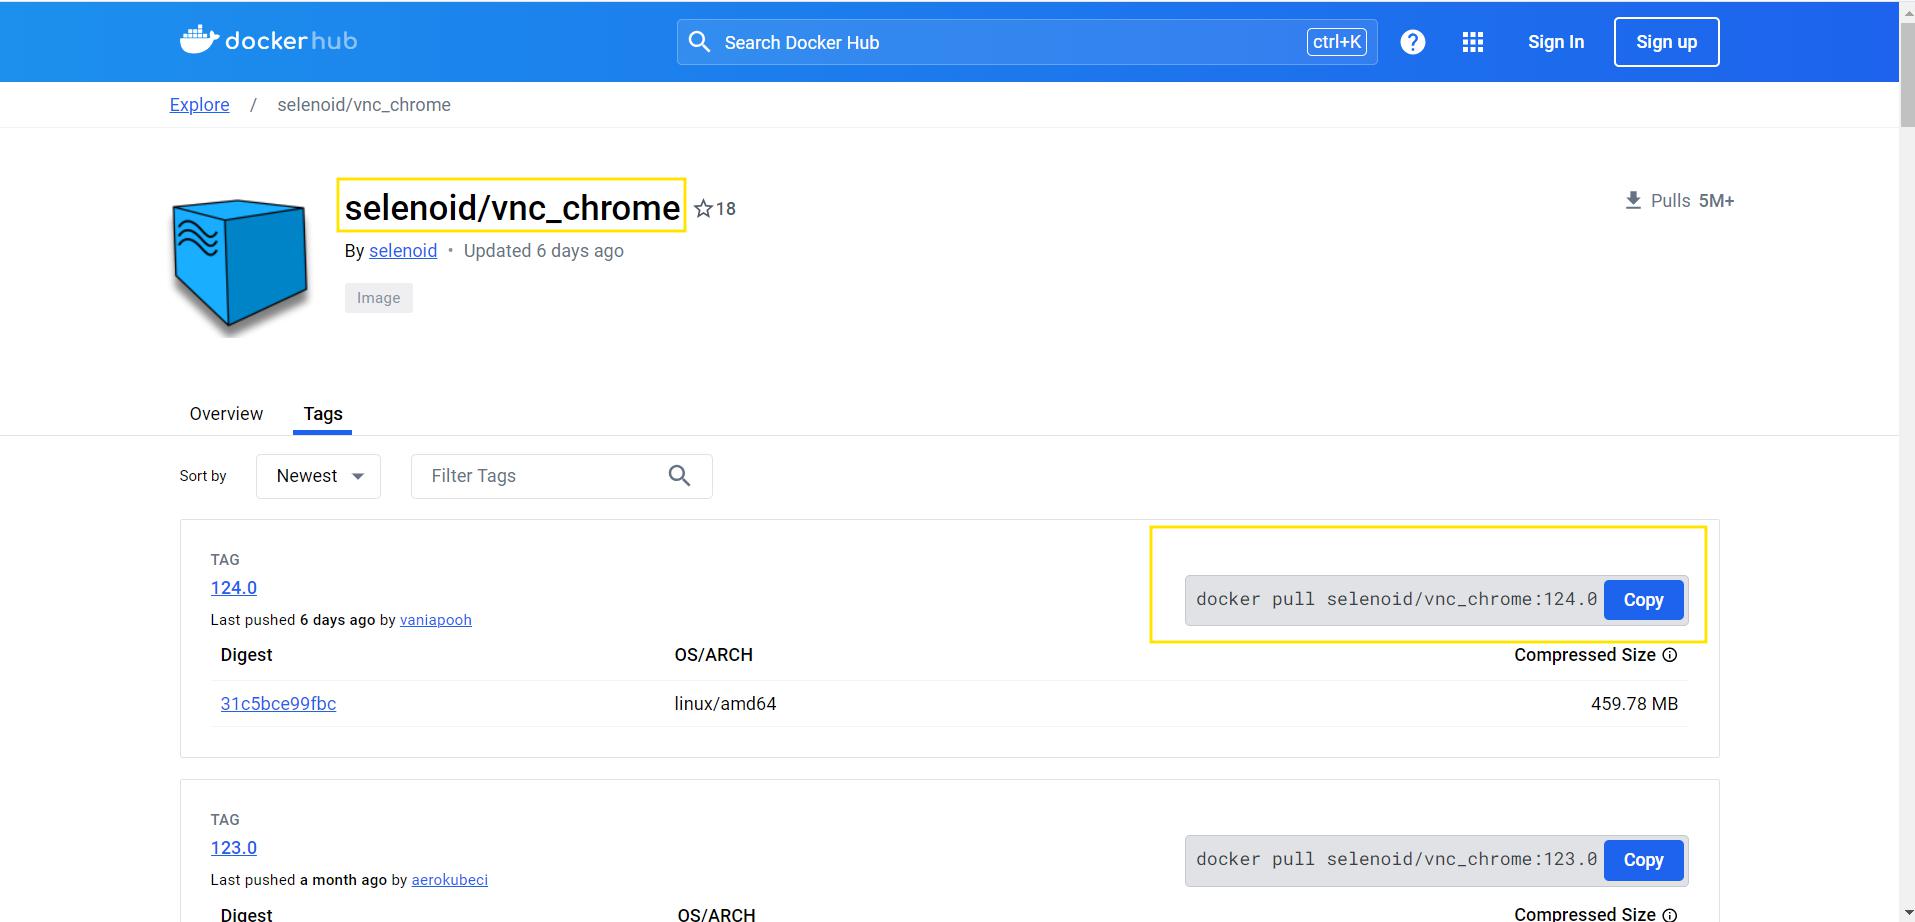 dockerhub
Search Docker Hub
ctrl+K
?
Sign In
Sign up
Explore / selenoid/vnc_chrome
selenoid/vnc_chrome
18
Pulls 5M+
By selenoid • Updated 6 days ago
Image
Overview
Tags
Sort by
Newest
Filter Tags
TAG
124.0
Last pushed 6 days ago by vaniapooh
docker pull selenoid/vnc_chrome:124.0
Copy
Digest
OS/ARCH
Compressed Size
31c5bce99fbc
linux/amd64
459.78 MB
TAG
123.0
Last pushed a month ago by aerokubeci
docker pull selenoid/vnc_chrome:123.0
Copy
Digest
OS/ARCH
Compressed Size